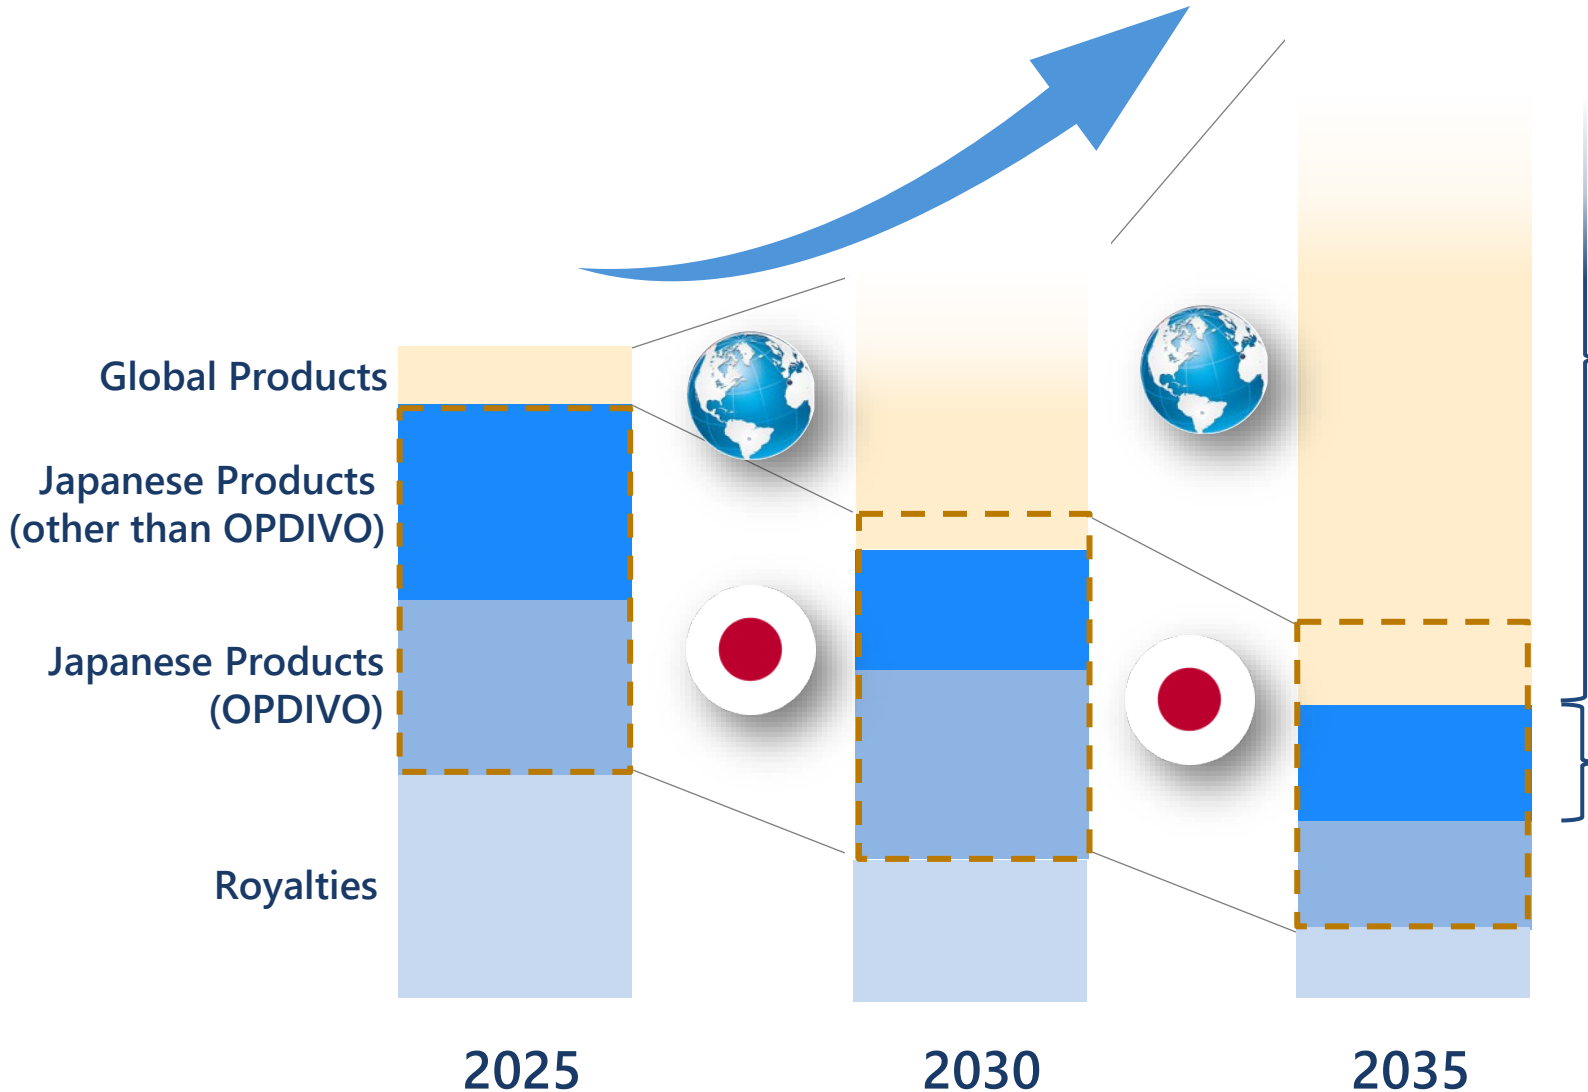 Global Products
Japanese Products
(other than OPDIVO)
Japanese Products
(OPDIVO)
Royalties
2025
2030
2035